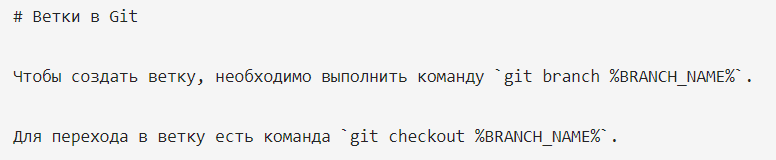 # Ветки в Git
Чтобы создать ветку, необходимо выполнить команду `git branch %BRANCH_NAME%`.
Для перехода в ветку есть команда `git checkout %BRANCH_NAME%`.